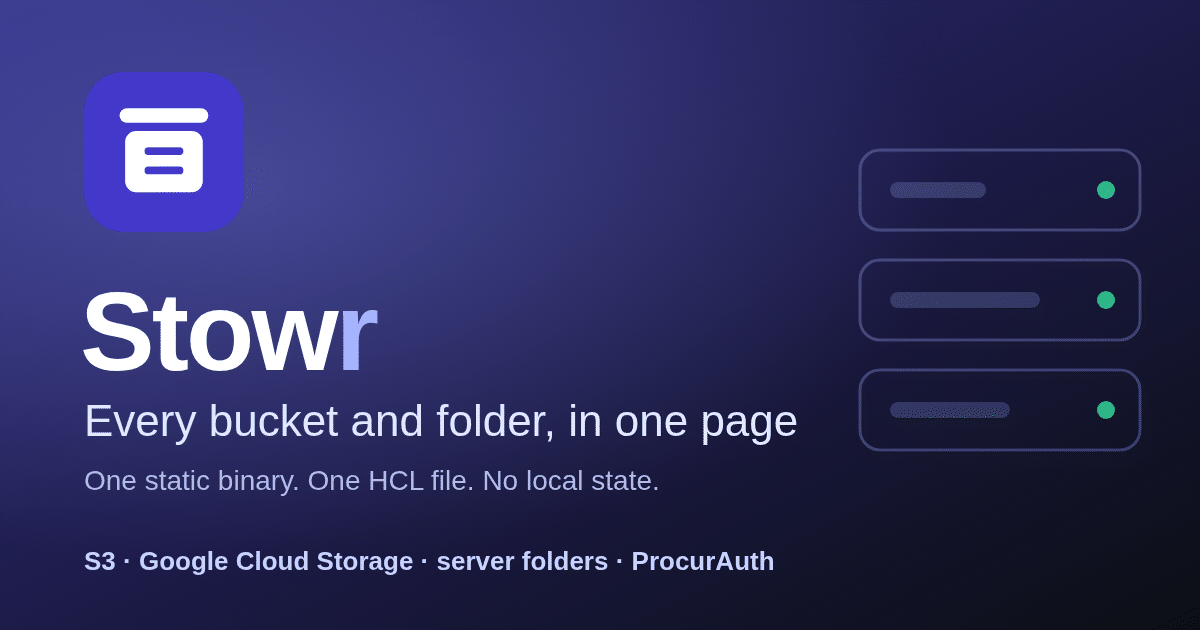 Stowr
Every bucket and folder, in one page
One static binary. One HCL file. No local state.
S3 · Google Cloud Storage · server folders · ProcurAuth